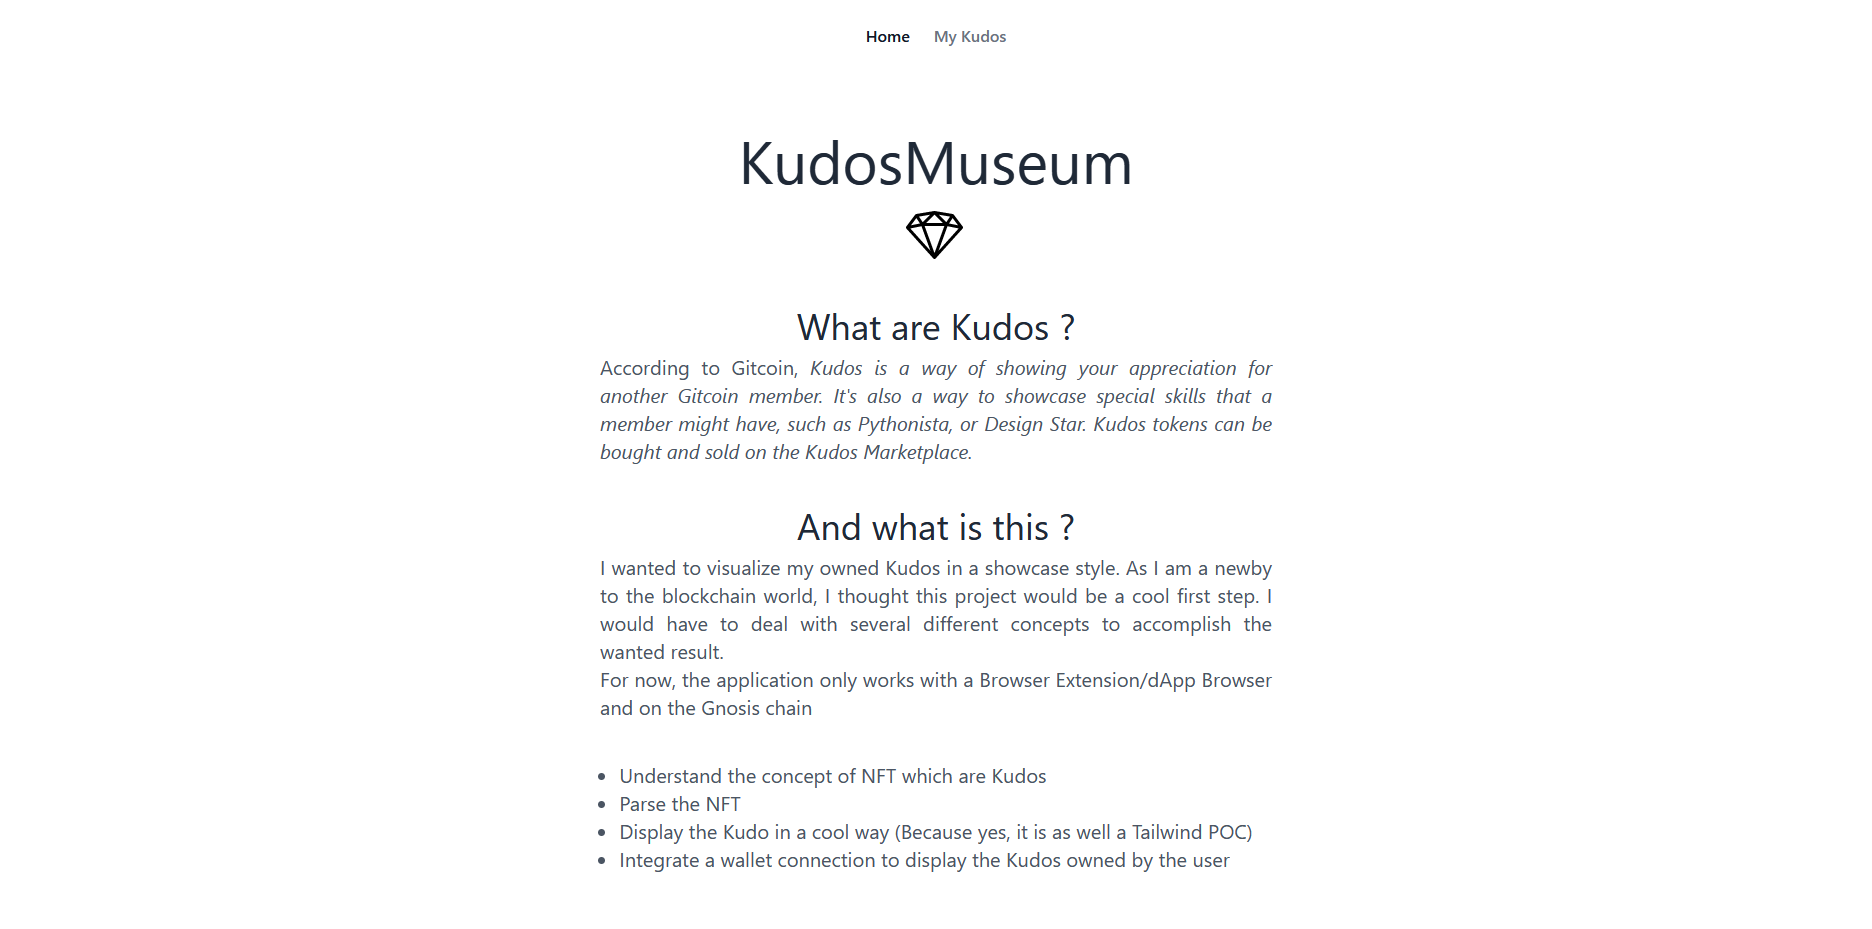 Home My Kudos
KudosMuseum
What are Kudos ?
According to Gitcoin, Kudos is a way of showing your appreciation for
another Gitcoin member. It's also a way to showcase special skills that a
member might have, such as Pythonista, or Design Star. Kudos tokens can be
bought and sold on the Kudos Marketplace.
And what is this ?
I wanted to visualize my owned Kudos in a showcase style. As I am a newby
to the blockchain world, I thought this project would be a cool first step. I
would have to deal with several different concepts to accomplish the
wanted result.
For now, the application only works with a Browser Extension/dApp Browser
and on the Gnosis chain
• Understand the concept of NFT which are Kudos
• Parse the NFT
• Display the Kudo in a cool way (Because yes, it is as well a Tailwind POC)
• Integrate a wallet connection to display the Kudos owned by the user